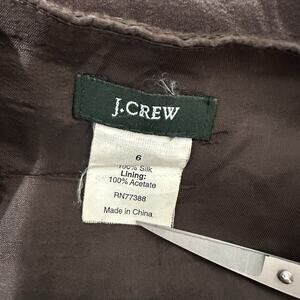 J.CREW
6
100% Silk
Lining:
100% Acetate
RN77388
Made in China